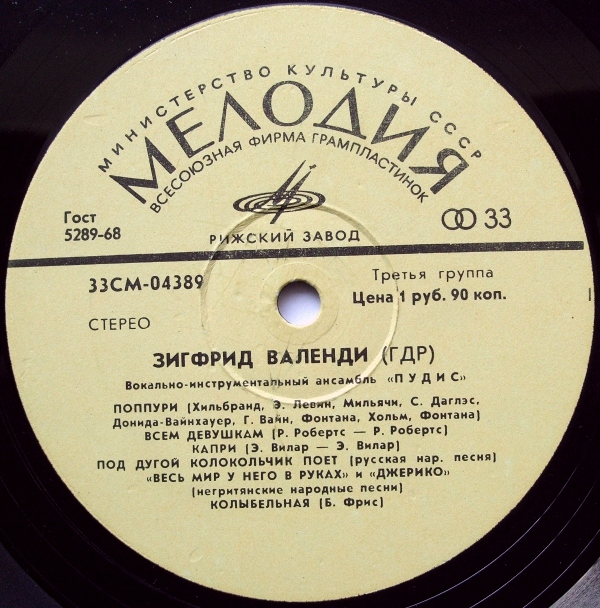 МИНИСТЕРСТВО КУЛЬТУРЫ СССР
МЕЛОДИЯ
ВСЕСОЮЗНАЯ ФИРМА ГРАМПЛАСТИНОК
Гост
5289-68
33
РИЖСКИЙ ЗАВОД
33СМ-04389
Третья группа
Цена 1 руб. 90 коп.
СТЕРЕО
ЗИГФРИД ВАЛЕНДИ (ГДР)
Вокально-инструментальный ансамбль «ПУДИС»
ПОППУРИ (Хильбранд, Э. Левин, Мильячи, С. Даглэс,
Донида-Вайнхауер, Г. Вайн, Фонтана, Хольм, Фонтана)
ВСЕМ ДЕВУШКАМ (Р. Робертс — Р. Робертс)
КАПРИ (Э. Вилар — Э. Вилар)
ПОД ДУГОЙ КОЛОКОЛЬЧИК ПОЕТ (русская нар. песня)
«ВЕСЬ МИР У НЕГО В РУКАХ» и «ДЖЕРИКО»
(негритянские народные песни)
КОЛЫБЕЛЬНАЯ (Б. Фрис)